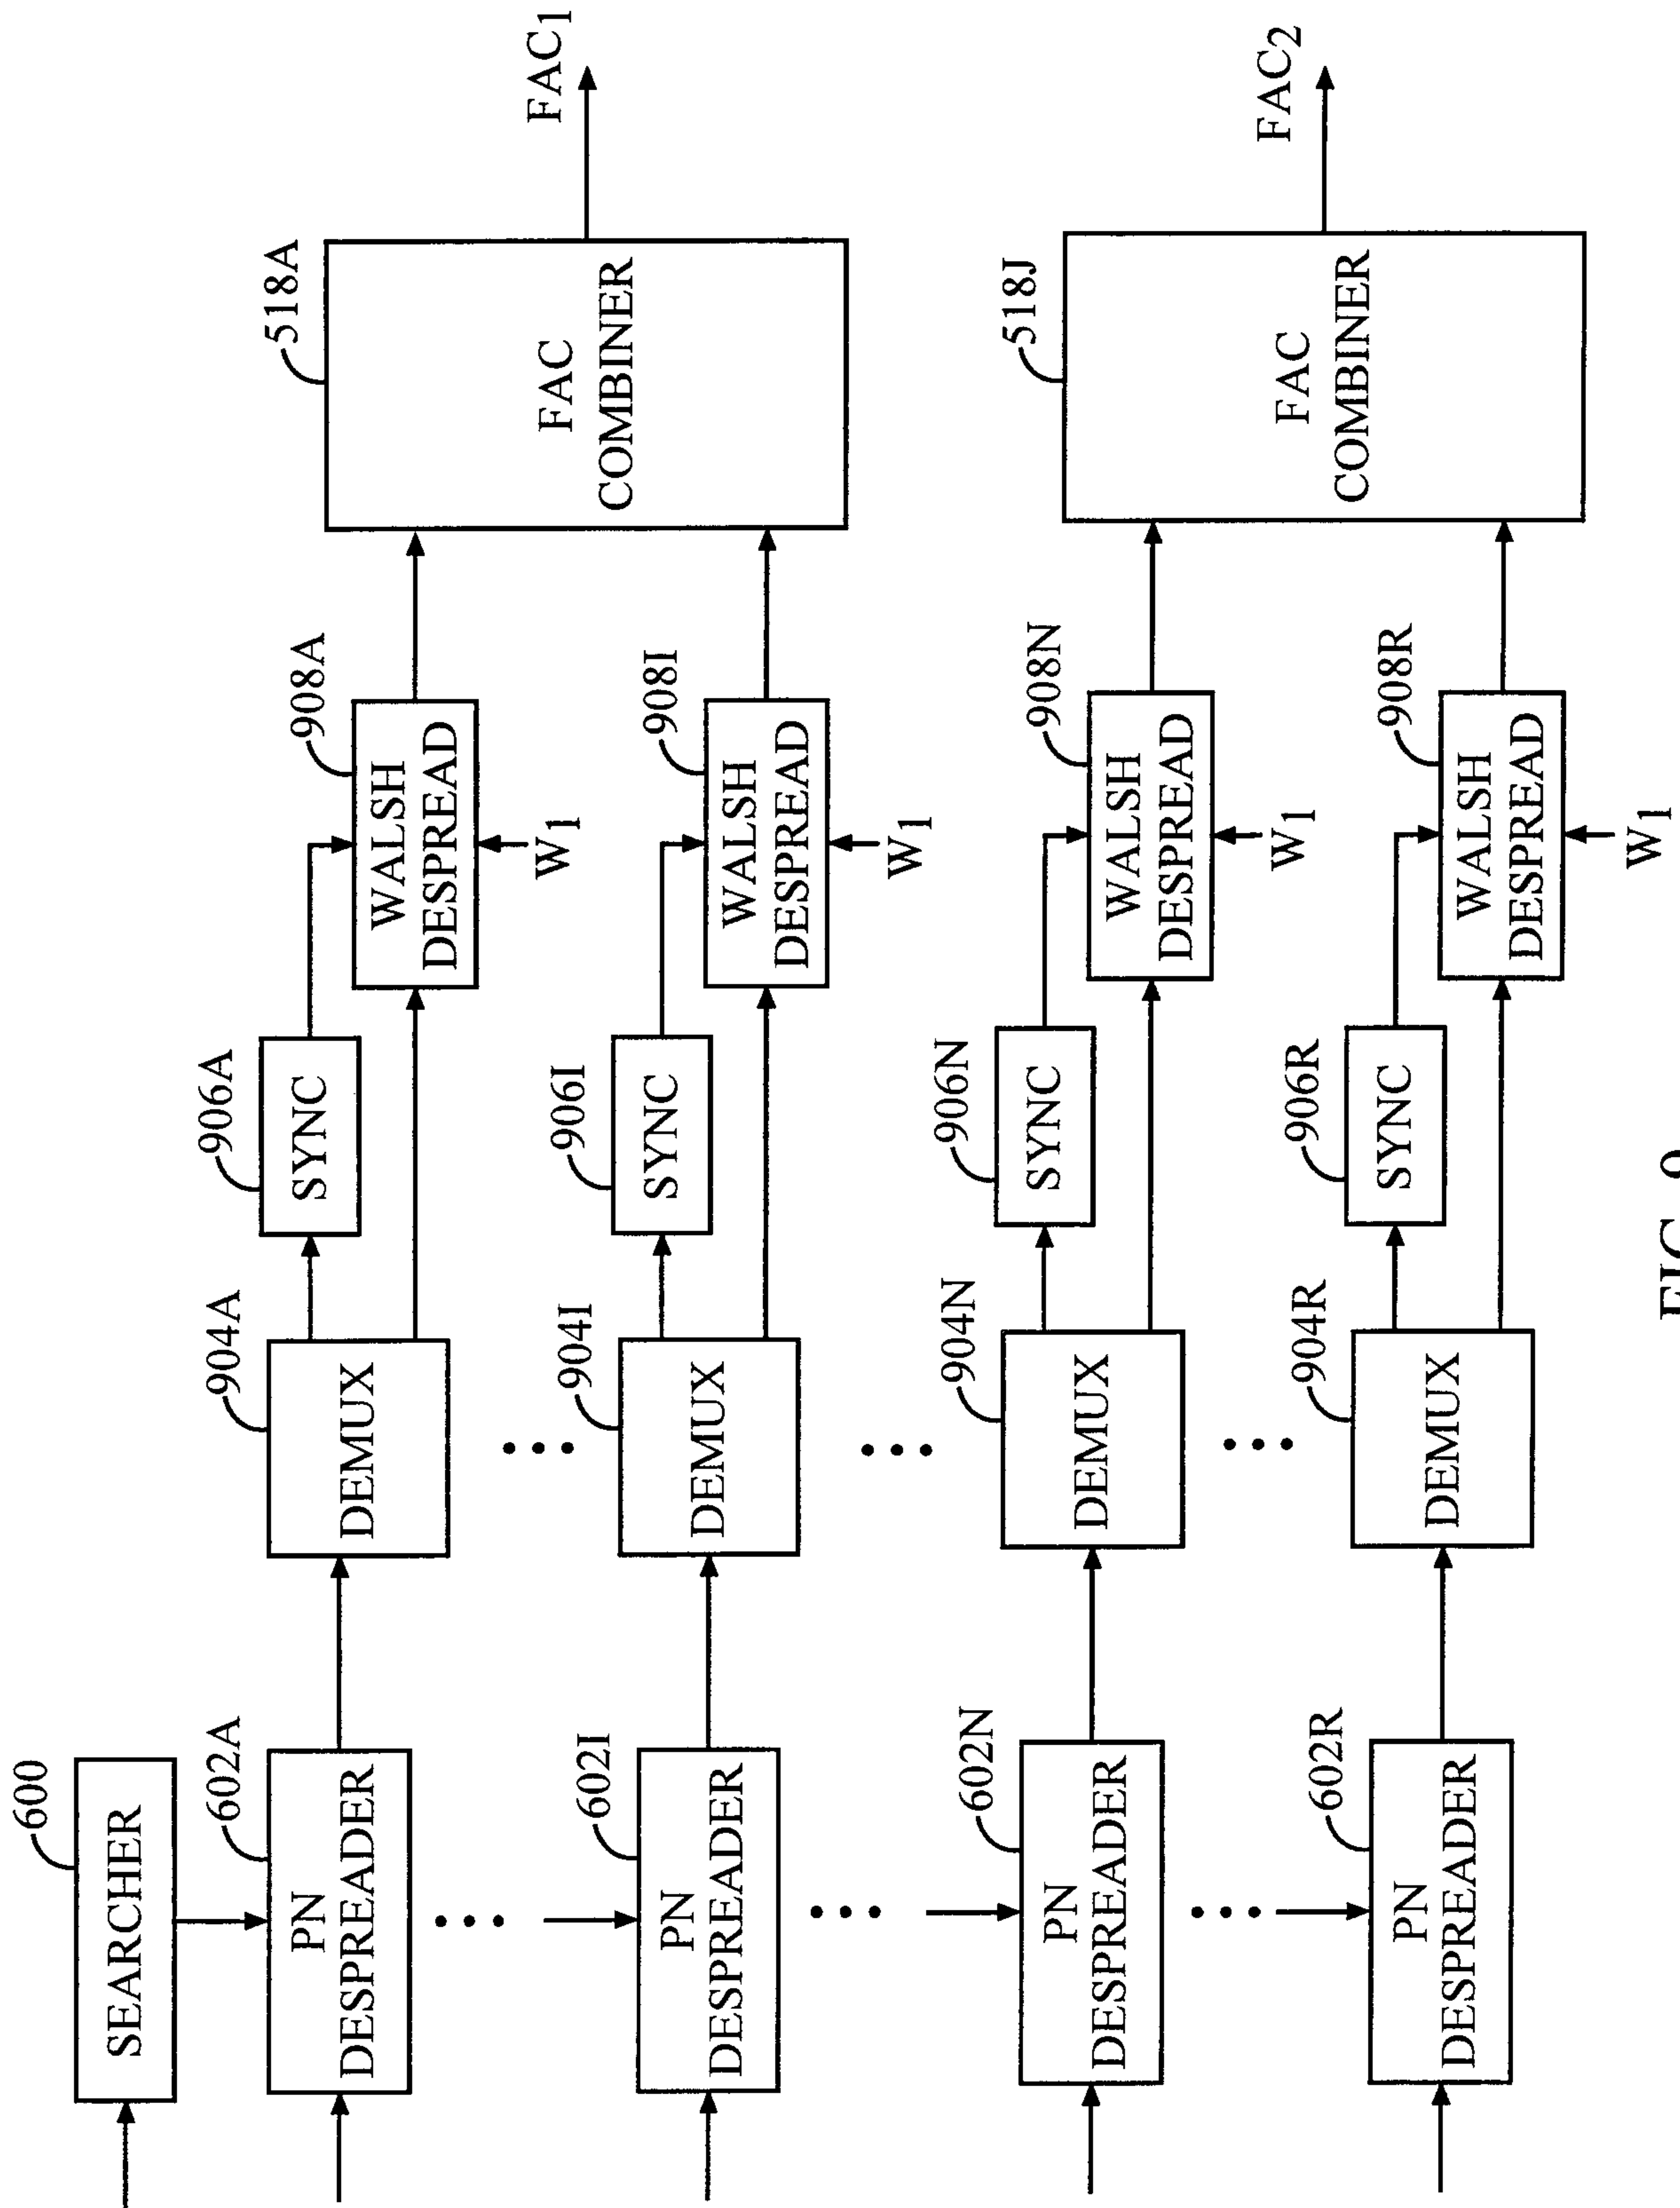 600
SEARCHER
602A
PN
DESPREADER
904A
DEMUX
906A
SYNC
908A
WALSH
DESPREAD
W1
518A
FAC
COMBINER
FAC1
602I
PN
DESPREADER
904I
DEMUX
906I
SYNC
908I
WALSH
DESPREAD
W1
602N
PN
DESPREADER
904N
DEMUX
906N
SYNC
908N
WALSH
DESPREAD
W1
518J
FAC
COMBINER
FAC2
602R
PN
DESPREADER
904R
DEMUX
906R
SYNC
908R
WALSH
DESPREAD
W1
FIG. 9